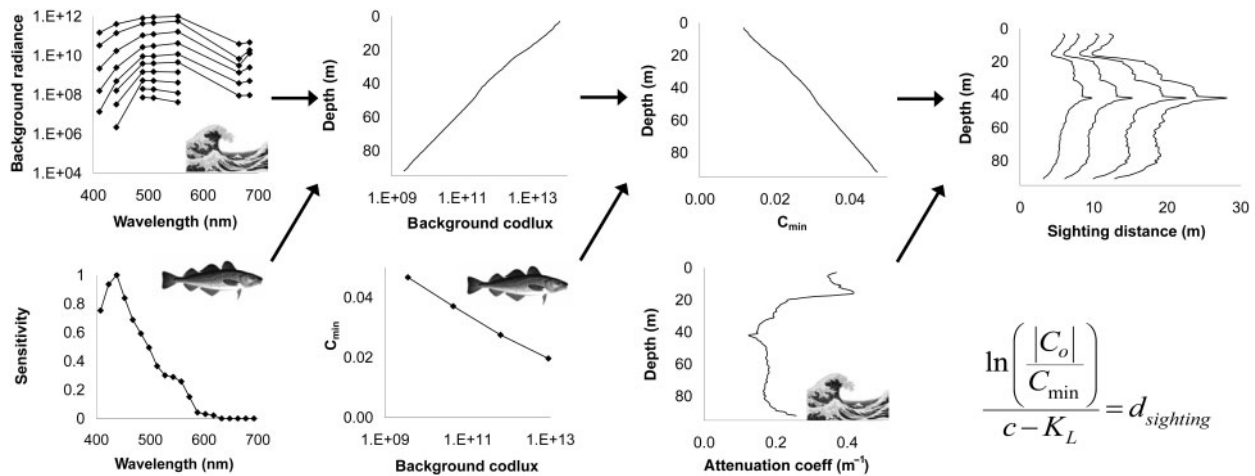 1.E+12
1.E+10
1.E+08
1.E+06
1.E+04
Background radiance
400 500 600 700
Wavelength (nm)
0
20
40
60
80
Depth (m)
1.E+09 1.E+11 1.E+13
Background codlux
0
20
40
60
80
Depth (m)
0.00 0.02 0.04
Cmin
0
20
40
60
80
Depth (m)
0 10 20 30
Sighting distance (m)
1
0.8
0.6
0.4
0.2
0
Sensitivity
400 500 600 700
Wavelength (nm)
0.04
0.02
0.00
Cmin
1.E+09 1.E+11 1.E+13
Background codlux
0
20
40
60
80
Depth (m)
0.0 0.2 0.4
Attenuation coeff (m⁻¹)
ln(|Co|/Cmin)
c − KL
= dsighting